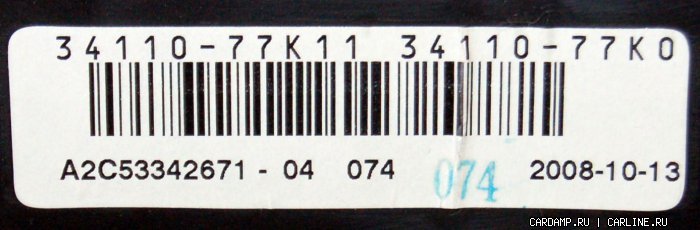 34110-77K11 34110-77K0
A2C53342671 - 04 074 074 2008-10-13
CARDAMP.RU | CARLINE.RU